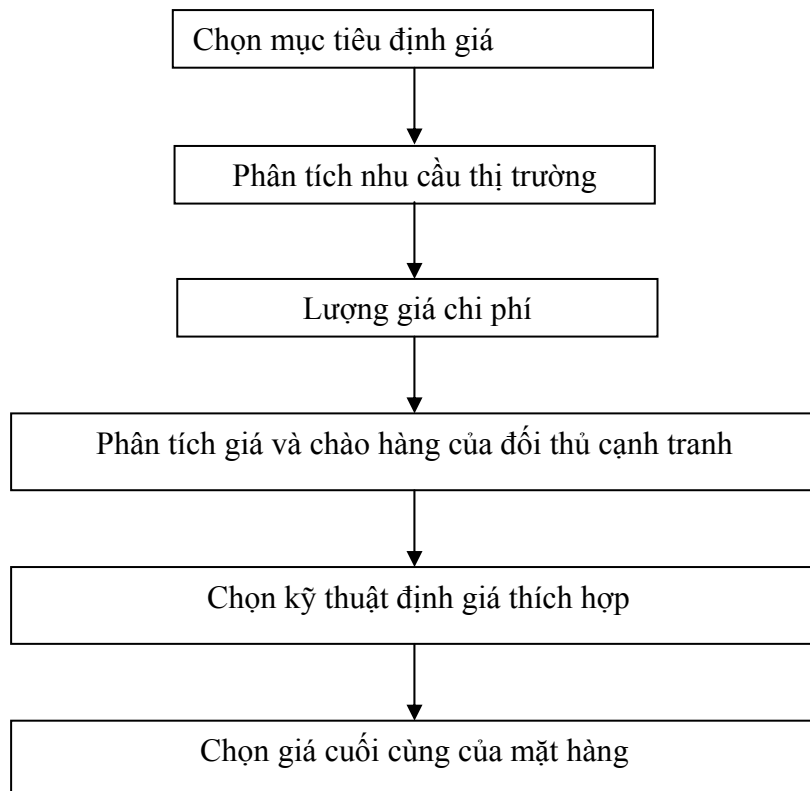 Chọn mục tiêu định giá
Phân tích nhu cầu thị trường
Lượng giá chi phí
Phân tích giá và chào hàng của đối thủ cạnh tranh
Chọn kỹ thuật định giá thích hợp
Chọn giá cuối cùng của mặt hàng